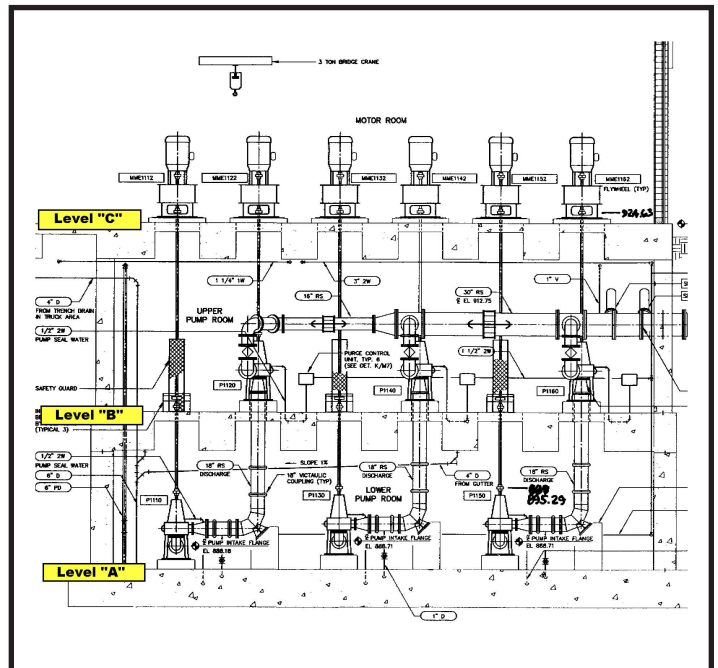 3 TON BRIDGE CRANE
MOTOR ROOM
MME1112
MME1122
MME1132
MME1142
MME1152
MME1162
FLYWHEEL (TYP)
Level "C"
924.63
1 1/4" 1W
3" 2W
1" V
4" D
FROM TRENCH DRAIN
IN TRUCK AREA
18" RS
30" RS
℄ EL 912.75
UPPER
PUMP ROOM
1/2" 2W
PUMP SEAL WATER
PURGE CONTROL
UNIT, TYP. 6
(SEE DET. K/M7)
1 1/2" 2W
SAFETY GUARD
P1120
P1140
P1160
Level "B"
(TYPICAL 3)
1/2" 2W
PUMP SEAL WATER
6" D
6" PD
18" RS
DISCHARGE
SLOPE 1%
18" VICTAULIC
COUPLING (TYP)
18" RS
DISCHARGE
4" D
FROM GUTTER
18" RS
DISCHARGE
LOWER
PUMP ROOM
P1110
P1130
P1150
895.29
℄ PUMP INTAKE FLANGE
EL 888.18
℄ PUMP INTAKE FLANGE
EL 888.71
℄ PUMP INTAKE FLANGE
EL 888.71
Level "A"
1" D